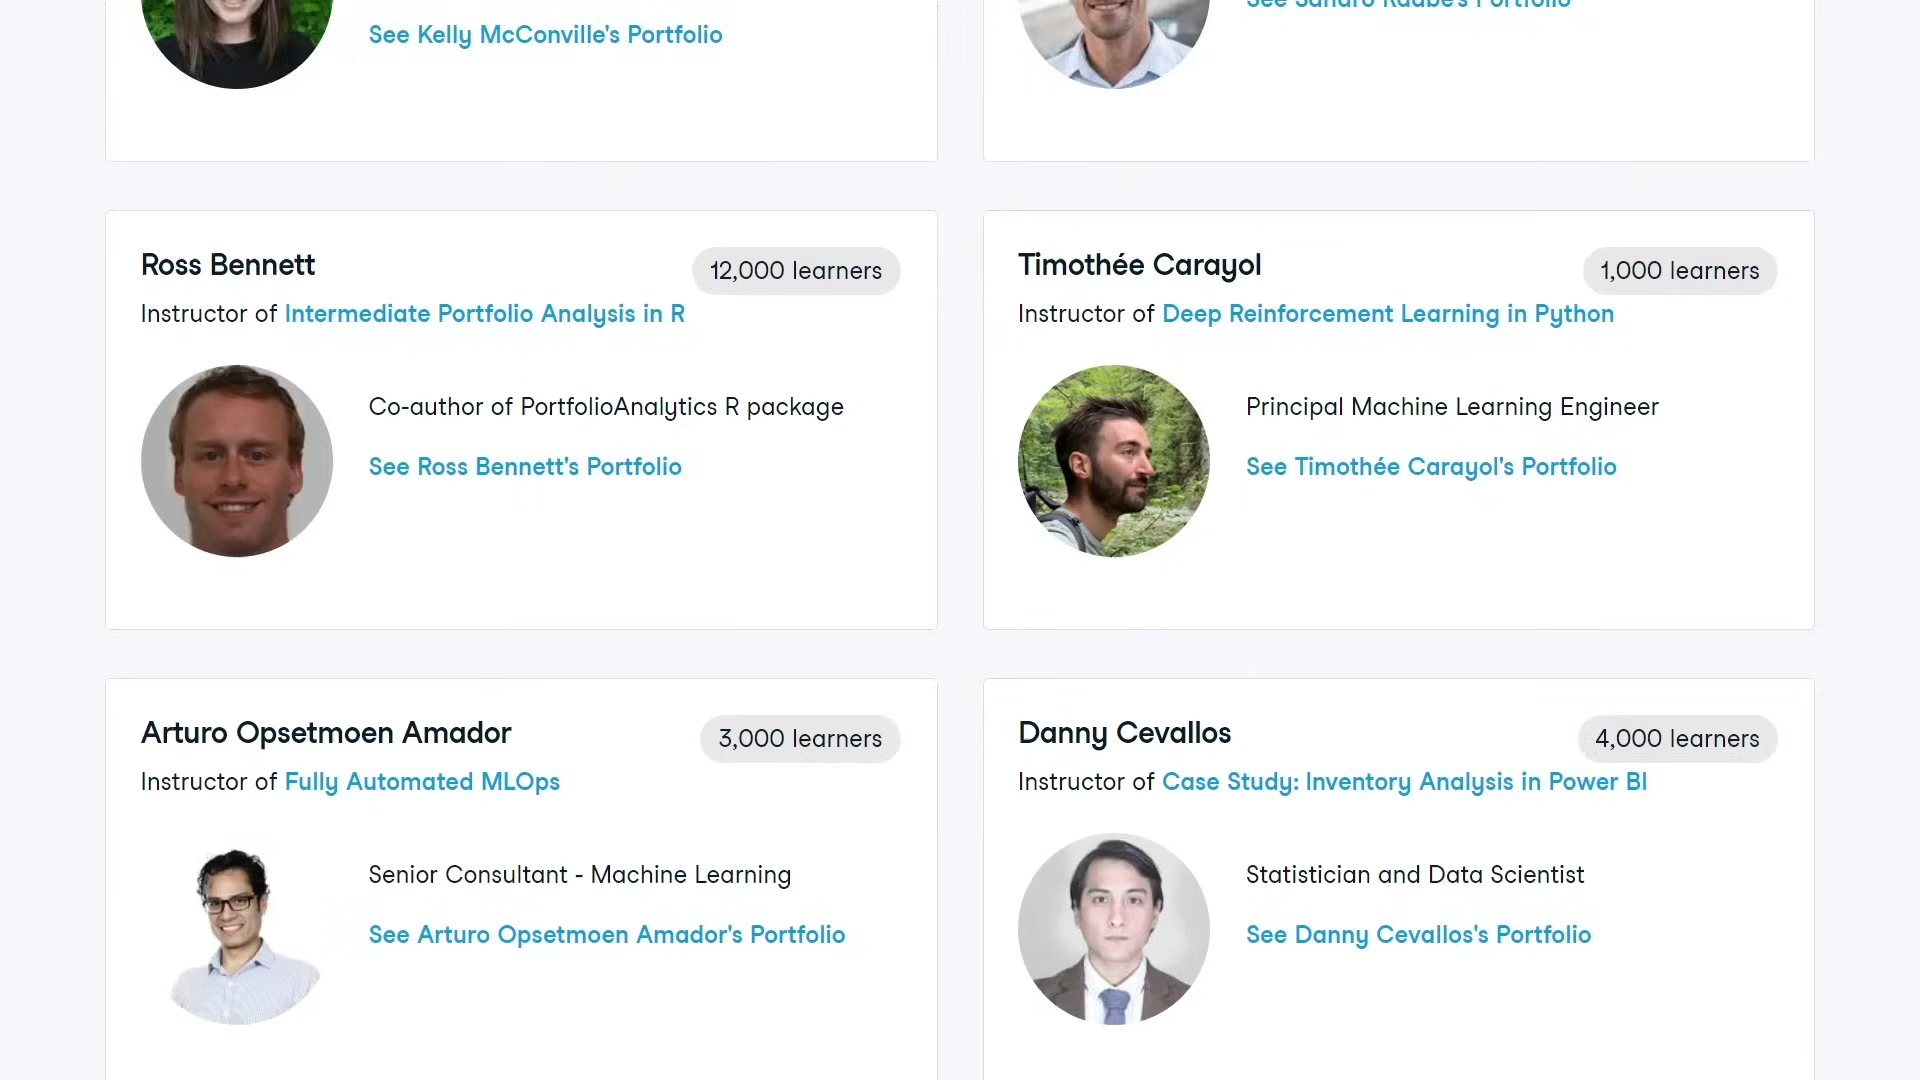 See Kelly McConville's Portfolio
See Sandro Raabe's Portfolio
Ross Bennett
12,000 learners
Instructor of Intermediate Portfolio Analysis in R
Co-author of PortfolioAnalytics R package
See Ross Bennett's Portfolio
Timothée Carayol
1,000 learners
Instructor of Deep Reinforcement Learning in Python
Principal Machine Learning Engineer
See Timothée Carayol's Portfolio
Arturo Opsetmoen Amador
3,000 learners
Instructor of Fully Automated MLOps
Senior Consultant - Machine Learning
See Arturo Opsetmoen Amador's Portfolio
Danny Cevallos
4,000 learners
Instructor of Case Study: Inventory Analysis in Power BI
Statistician and Data Scientist
See Danny Cevallos's Portfolio